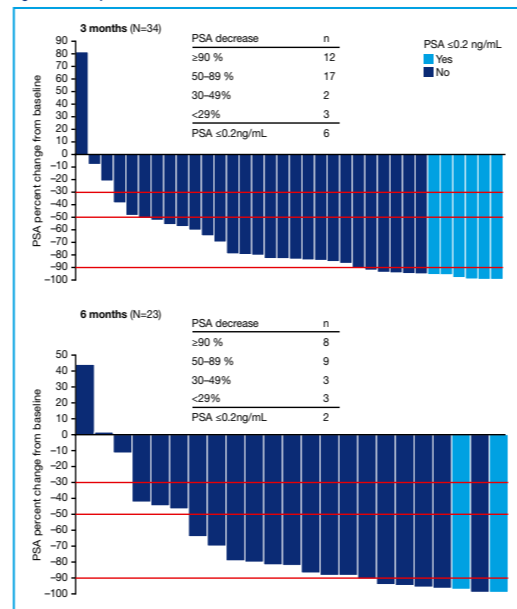 3 months (N=34)
PSA decrease n
≥90 % 12
50–89 % 17
30–49% 2
<29% 3
PSA ≤0.2ng/mL 6
PSA ≤0.2 ng/mL
Yes
No
PSA percent change from baseline
90
80
70
60
50
40
30
20
10
0
−10
−20
−30
−40
−50
−60
−70
−80
−90
−100
6 months (N=23)
PSA decrease n
≥90 % 8
50–89 % 9
30–49% 3
<29% 3
PSA ≤0.2ng/mL 2
PSA percent change from baseline
50
40
30
20
10
0
−10
−20
−30
−40
−50
−60
−70
−80
−90
−100